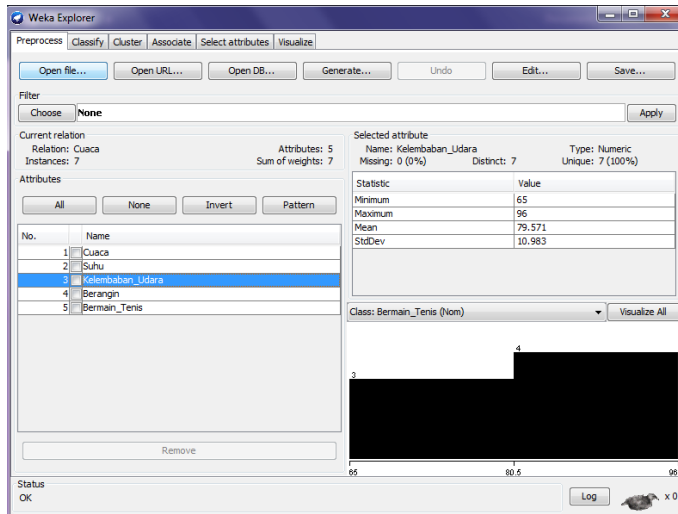 Weka Explorer
Preprocess Classify Cluster Associate Select attributes Visualize
Open file... Open URL... Open DB... Generate... Undo Edit... Save...
Filter
Choose None Apply
Current relation
Relation: Cuaca Attributes: 5
Instances: 7 Sum of weights: 7
Attributes
All None Invert Pattern
No. Name
1 Cuaca
2 Suhu
3 Kelembaban_Udara
4 Berangin
5 Bermain_Tenis
Remove
Selected attribute
Name: Kelembaban_Udara Type: Numeric
Missing: 0 (0%) Distinct: 7 Unique: 7 (100%)
Statistic Value
Minimum 65
Maximum 96
Mean 79.571
StdDev 10.983
Class: Bermain_Tenis (Nom) Visualize All
4
3
65 80.5 96
Status
OK Log x 0